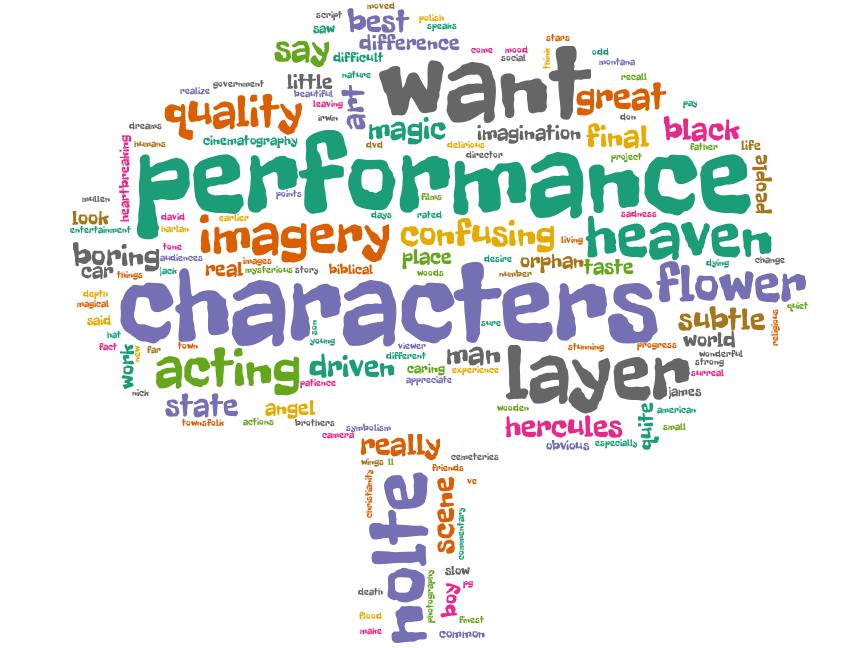 moved
script best polish
saw speaks
say difference
difficult come mood stars
social think odd
want montana
nature recall
government little
realize beautiful art great pay
quality leaving
irwin don
dreams magic imagination final black
humans cinematography dvd delirious father life
heartbreaking director project people
performance
points
mullen films
look david earlier days rated sadness
entertainment harlan imagery confusing living heaven
boring tone
audiences images place desire orphan dying change
car things jack real mysterious story biblical woods number taste
characters flower
depth quiet
magical subtle
said son sure religious
hat young world
fact work new far town viewer man stunning progress wonderful
acting driven different layer strong
caring experience surreal
nick patience appreciate james
state angel wooden quite american
townsfolk actions brothers hercules small
symbolism obvious especially
camera
really cemeteries
wings ll friends
christianity nolte scene ve
commentary
slow
death photography boy pg
flood finest
make common